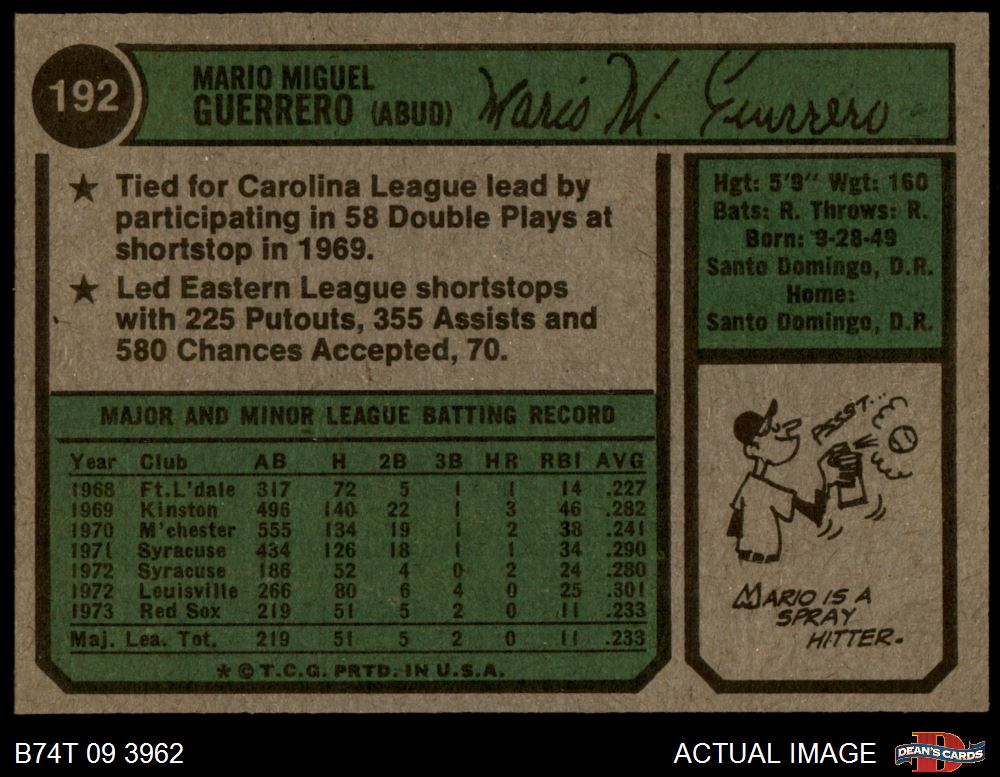 192
MARIO MIGUEL
GUERRERO (ABUD)
Mario M. Guerrero
★ Tied for Carolina League lead by
participating in 58 Double Plays at
shortstop in 1969.
★ Led Eastern League shortstops
with 225 Putouts, 355 Assists and
580 Chances Accepted, 70.
Hgt: 5'9" Wgt: 160
Bats: R. Throws: R.
Born: 9-28-49
Santo Domingo, D.R.
Home:
Santo Domingo, D.R.
MAJOR AND MINOR LEAGUE BATTING RECORD
Year Club AB H 2B 3B HR RBI AVG
1968 Ft.L'dale 317 72 5 1 1 14 .227
1969 Kinston 496 140 22 1 3 46 .282
1970 M'chester 555 134 19 1 2 38 .241
1971 Syracuse 434 126 18 1 1 34 .290
1972 Syracuse 186 52 4 0 2 24 .280
1972 Louisville 266 80 6 4 0 25 .301
1973 Red Sox 219 51 5 2 0 11 .233
Maj. Lea. Tot. 219 51 5 2 0 11 .233
★ © T.C.G. PRTD. IN U.S.A.
PSSST...
MARIO IS A
SPRAY
HITTER.
B74T 09 3962
ACTUAL IMAGE
D
DEAN'S CARDS